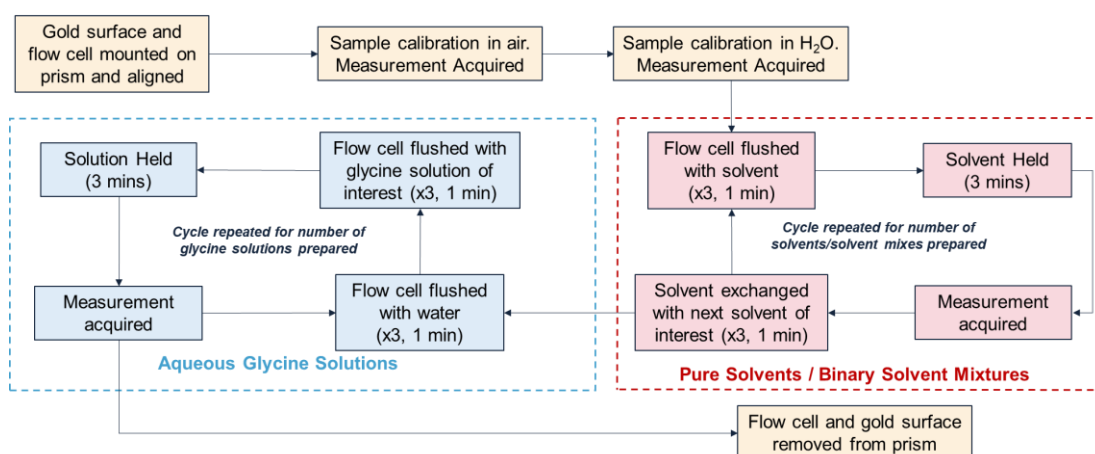 Gold surface and
flow cell mounted on
prism and aligned
Sample calibration in air.
Measurement Acquired
Sample calibration in H₂O.
Measurement Acquired
Solution Held
(3 mins)
Flow cell flushed with
glycine solution of
interest (x3, 1 min)
Cycle repeated for number of
glycine solutions prepared
Measurement
acquired
Flow cell flushed
with water
(x3, 1 min)
Aqueous Glycine Solutions
Flow cell flushed
with solvent
(x3, 1 min)
Solvent Held
(3 mins)
Cycle repeated for number of
solvents/solvent mixes prepared
Solvent exchanged
with next solvent of
interest (x3, 1 min)
Measurement
acquired
Pure Solvents / Binary Solvent Mixtures
Flow cell and gold surface
removed from prism